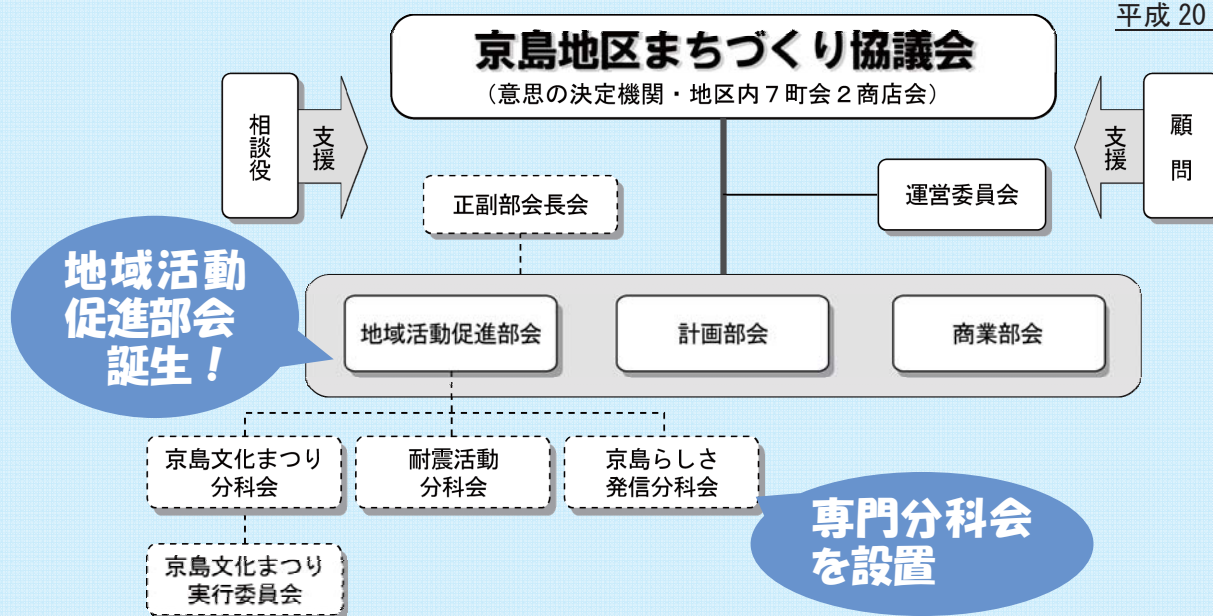 平成 20
京島地区まちづくり協議会
（意思の決定機関・地区内７町会２商店会）
相談役
支援
支援
顧問
正副部会長会
運営委員会
地域活動
促進部会
誕生！
地域活動促進部会
計画部会
商業部会
京島文化まつり
分科会
耐震活動
分科会
京島らしさ
発信分科会
専門分科会
を設置
京島文化まつり
実行委員会